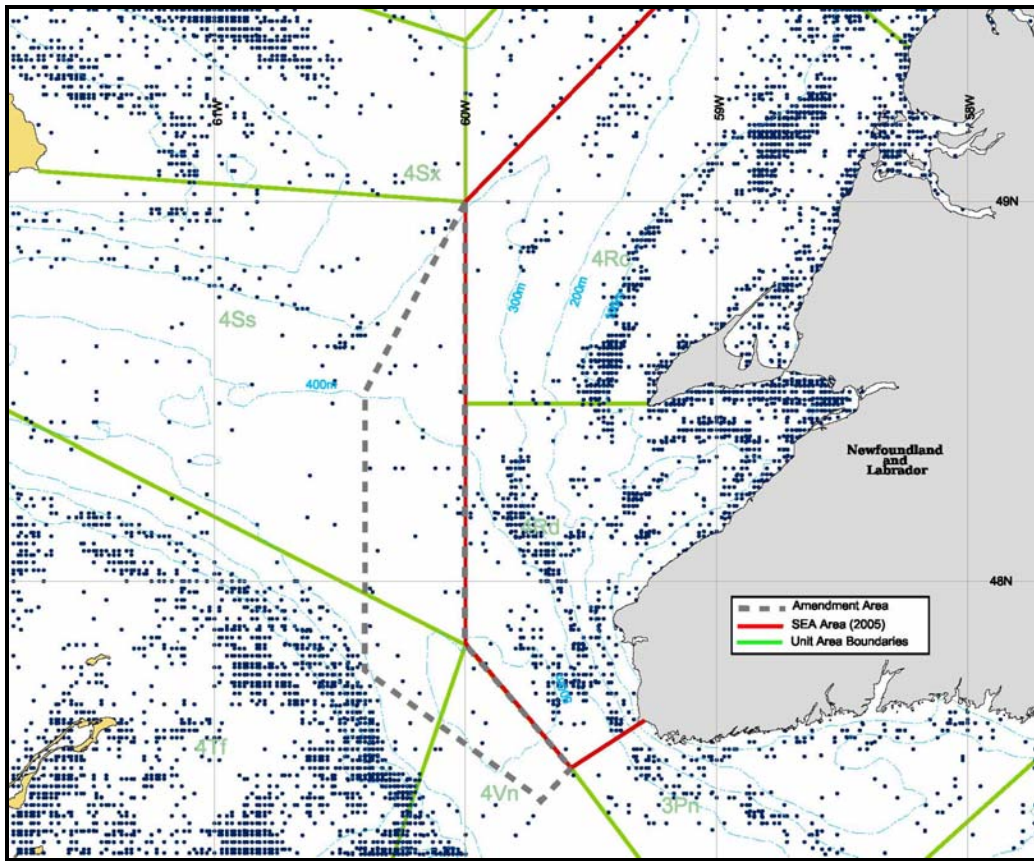 61W
60W
59W
58W
4Sx
49N
4Rc
300m
200m
4Ss
400m
Newfoundland
and
Labrador
4Rd
48N
Amendment Area
SEA Area (2005)
Unit Area Boundaries
4Tf
4Vn
3Pn